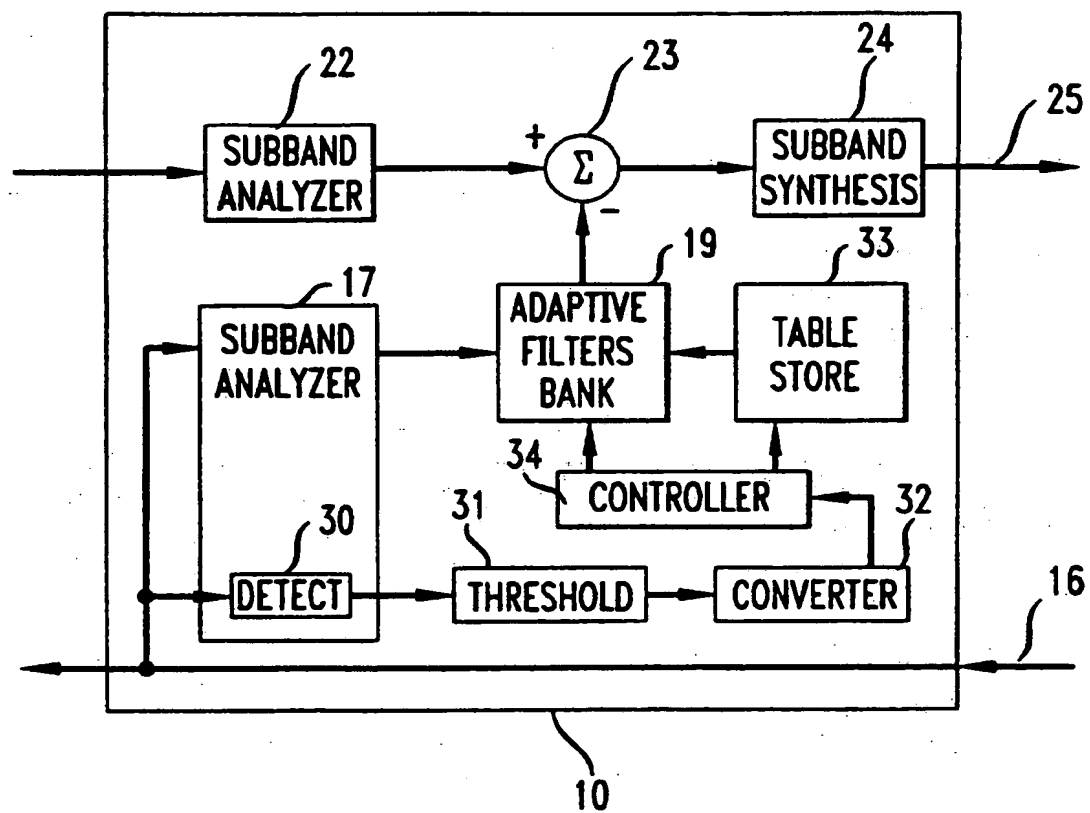 22
23
24
25
SUBBAND
ANALYZER
+
Σ
−
SUBBAND
SYNTHESIS
17
19
33
SUBBAND
ANALYZER
ADAPTIVE
FILTERS
BANK
TABLE
STORE
34
CONTROLLER
30
31
32
DETECT
THRESHOLD
CONVERTER
16
10